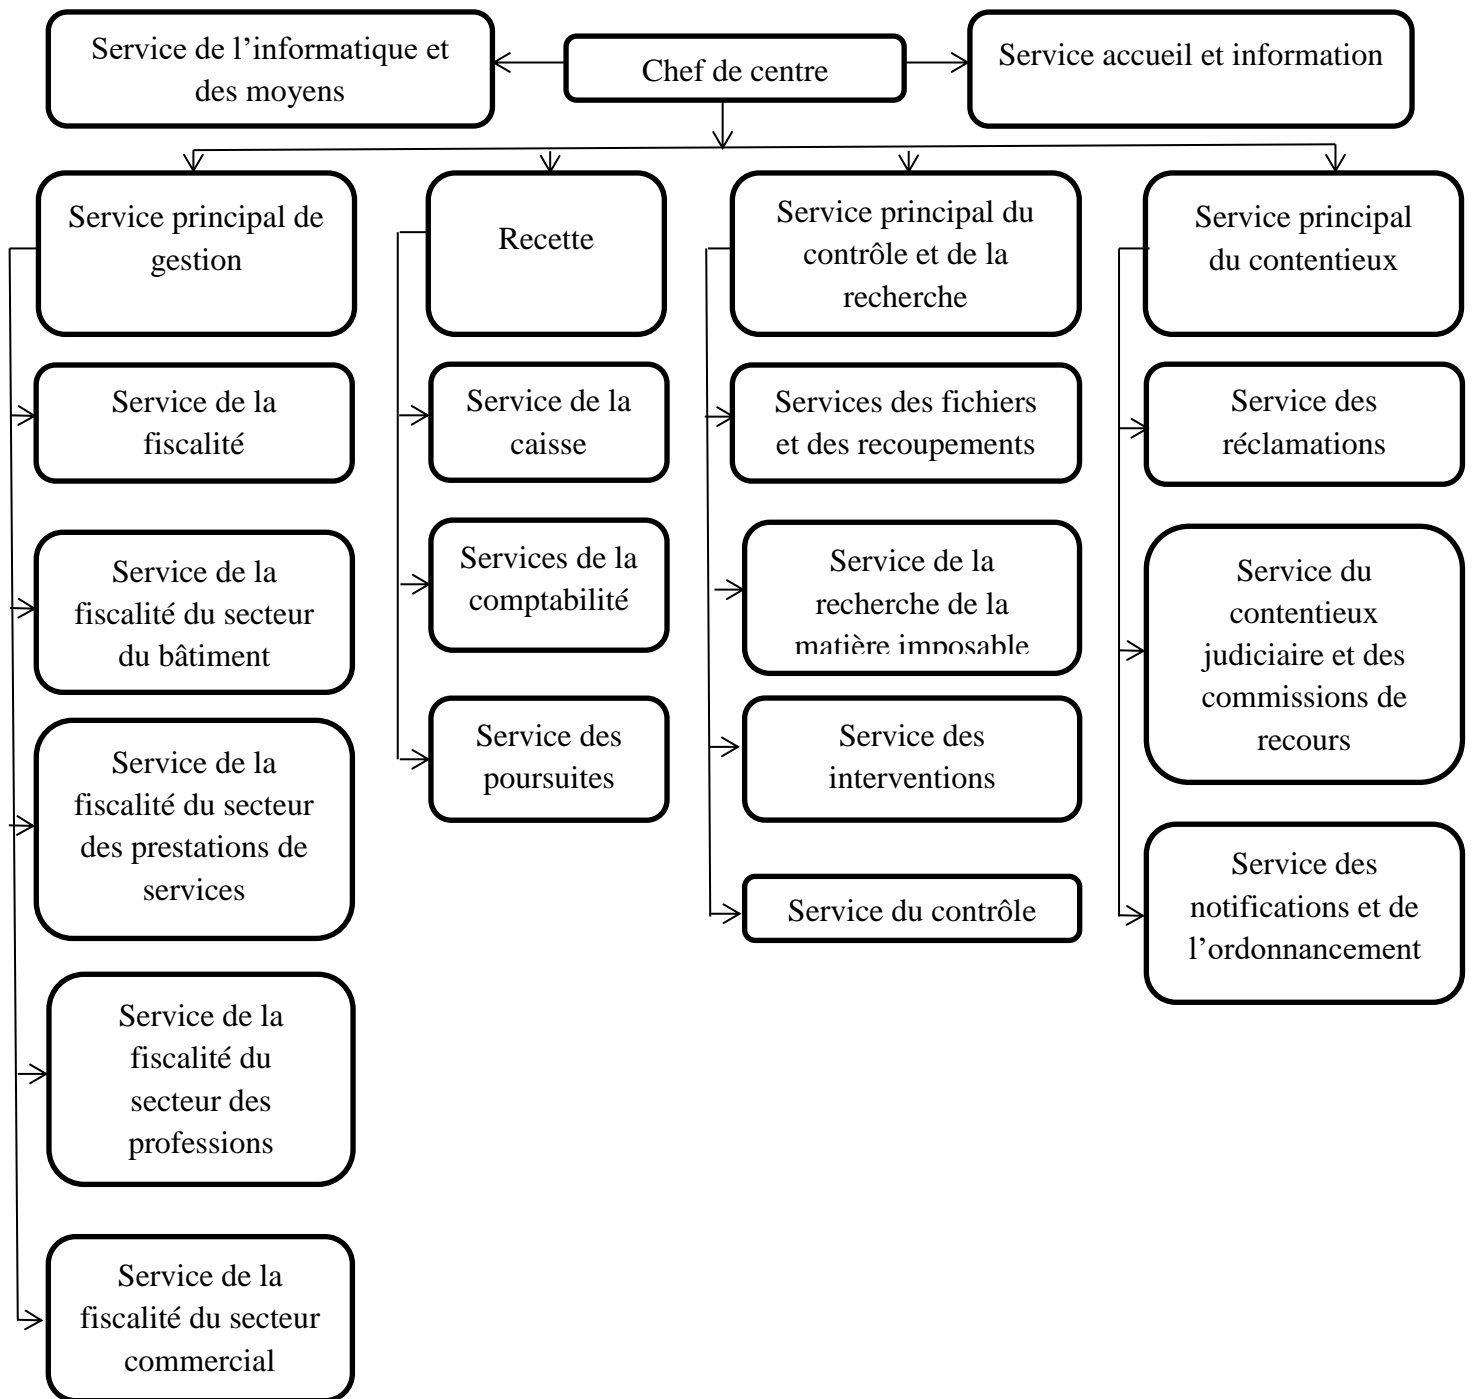 Service de l’informatique et
des moyens
Chef de centre
Service accueil et information
Service principal de
gestion
Recette
Service principal du
contrôle et de la
recherche
Service principal
du contentieux
Service de la
fiscalité
Service de la
caisse
Services des fichiers
et des recoupements
Service des
réclamations
Service de la
fiscalité du secteur
du bâtiment
Services de la
comptabilité
Service de la
recherche de la
matière imposable
Service du
contentieux
judiciaire et des
commissions de
recours
Service de la
fiscalité du secteur
des prestations de
services
Service des
poursuites
Service des
interventions
Service du contrôle
Service des
notifications et de
l’ordonnancement
Service de la
fiscalité du
secteur des
professions
Service de la
fiscalité du secteur
commercial